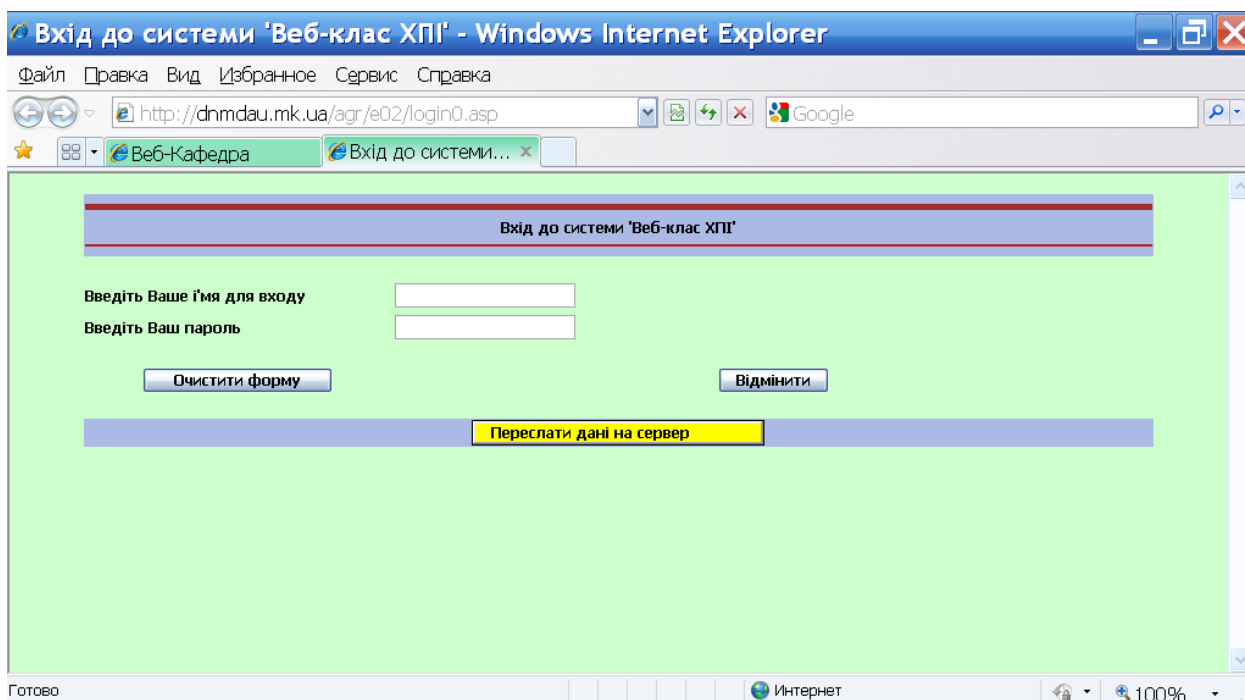 Вхід до системи 'Веб-клас ХПІ' - Windows Internet Explorer
Файл Правка Вид Избранное Сервис Справка
http://dnmdau.mk.ua/agr/e02/login0.asp Google
Веб-Кафедра Вхід до системи...
Вхід до системи 'Веб-клас ХПІ'
Введіть Ваше і'мя для входу
Введіть Ваш пароль
Очистити форму Відмінити
Переслати дані на сервер
Готово Интернет 100%